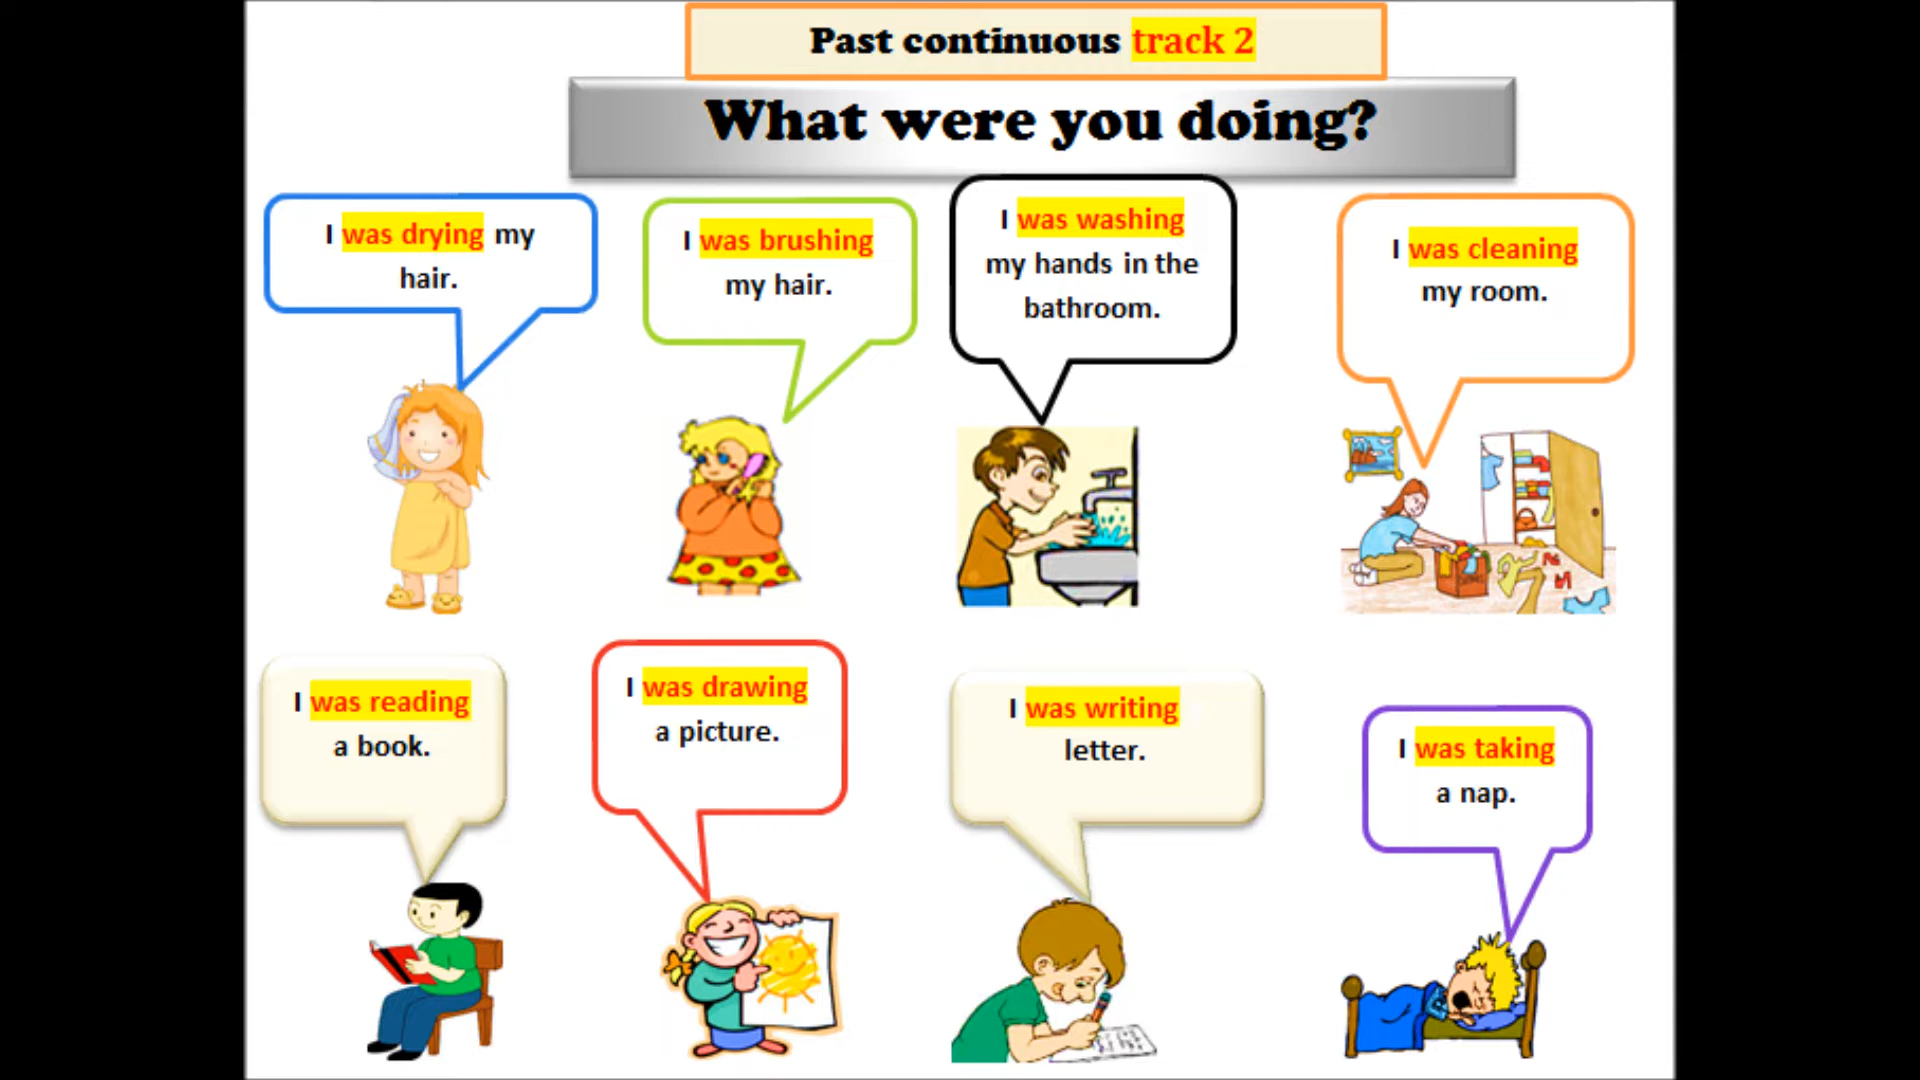 Past continuous track 2
What were you doing?
I was drying my
hair.
I was brushing
my hair.
I was washing
my hands in the
bathroom.
I was cleaning
my room.
I was reading
a book.
I was drawing
a picture.
I was writing
letter.
I was taking
a nap.